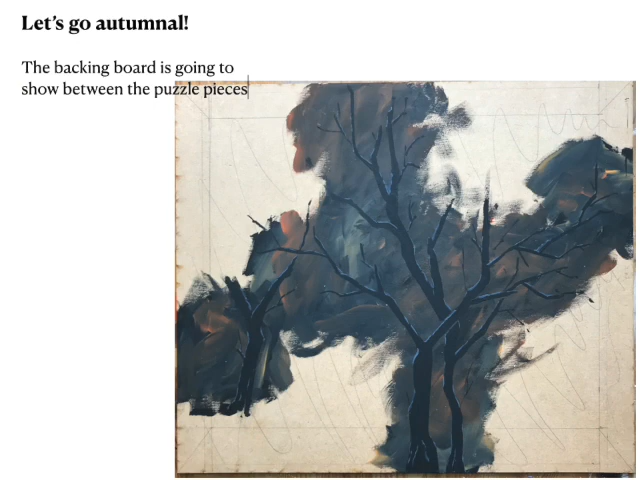 Let's go autumnal!
The backing board is going to
show between the puzzle pieces